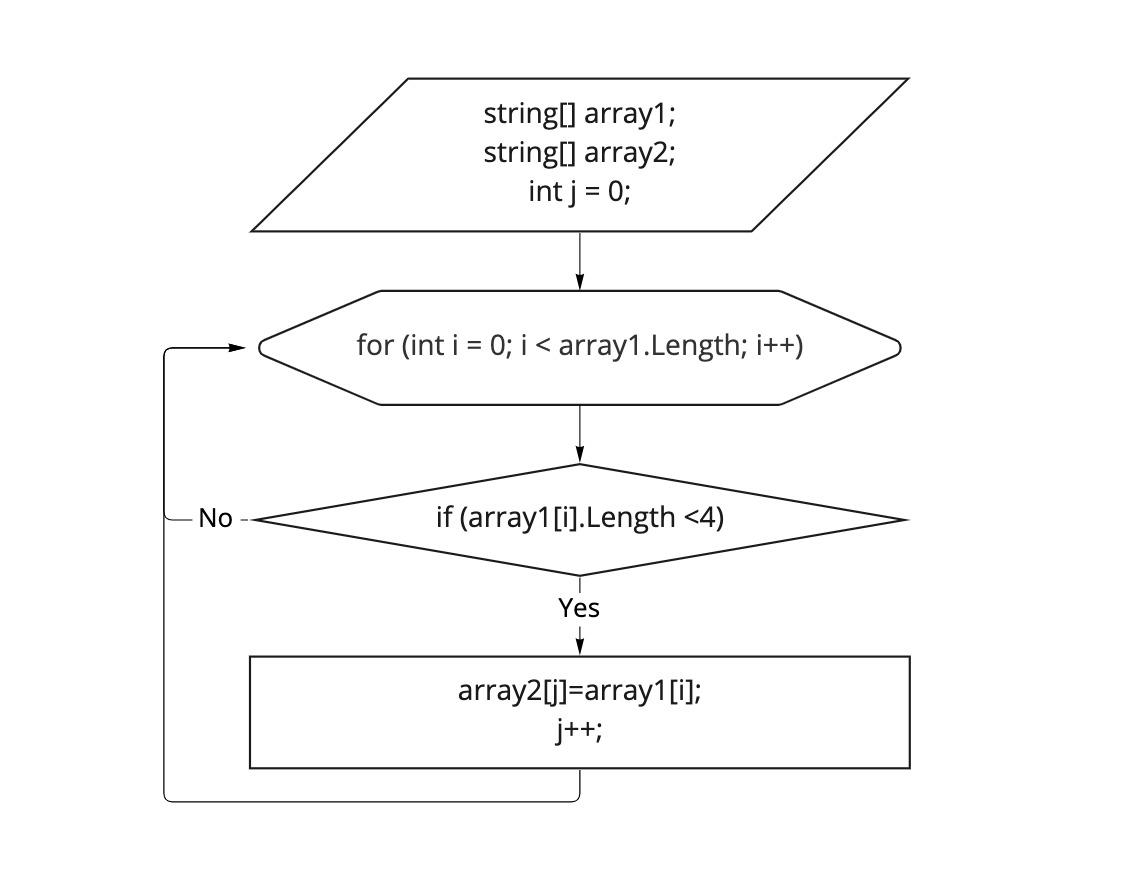 string[] array1;
string[] array2;
int j = 0;
for (int i = 0; i < array1.Length; i++)
if (array1[i].Length <4)
No
Yes
array2[j]=array1[i];
j++;